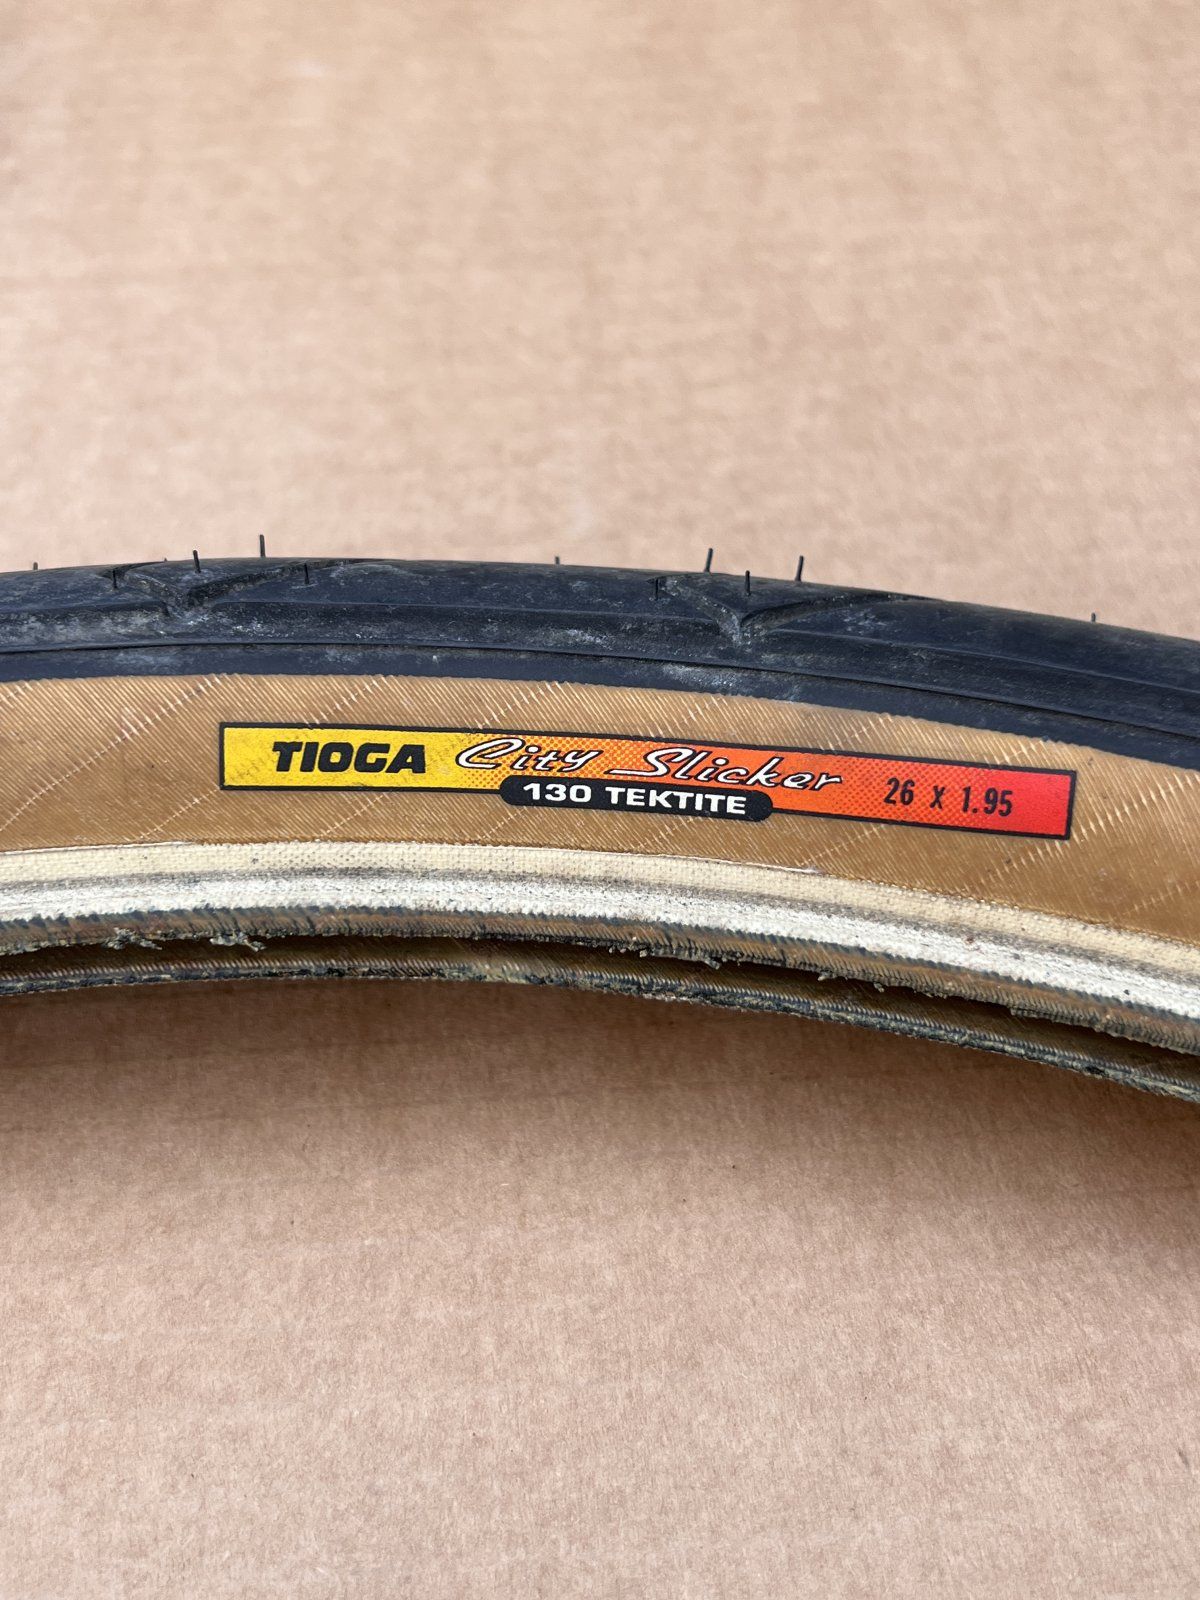 TIOGA City Slicker 26 X 1.95
130 TEKTITE